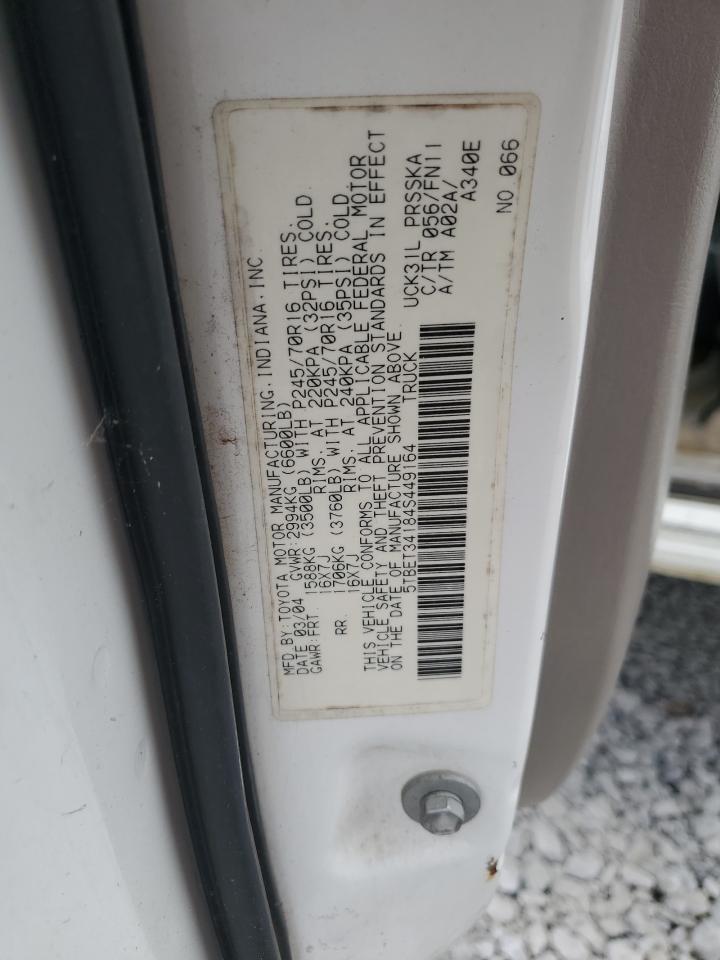 MFD.BY:TOYOTA MOTOR MANUFACTURING.INDIANA.INC
DATE 03/04 GVWR:2994KG (6600LB)
GAWR:FRT. 1588KG (3500LB) WITH P245/70R16 TIRES.
16X7J RIMS. AT 220KPA (32PSI) COLD.
RR. 1706KG (3760LB) WITH P245/70R16 TIRES.
16X7J RIMS. AT 240KPA (35PSI) COLD
THIS VEHICLE CONFORMS TO ALL APPLICABLE FEDERAL MOTOR
VEHICLE SAFETY AND THEFT PREVENTION STANDARDS IN EFFECT
ON THE DATE OF MANUFACTURE SHOWN ABOVE.
5TBET34184S449164 TRUCK
UCK31L PRSSKA
C/TR 056/FN11
A/TM A02A/
A340E
NO 066